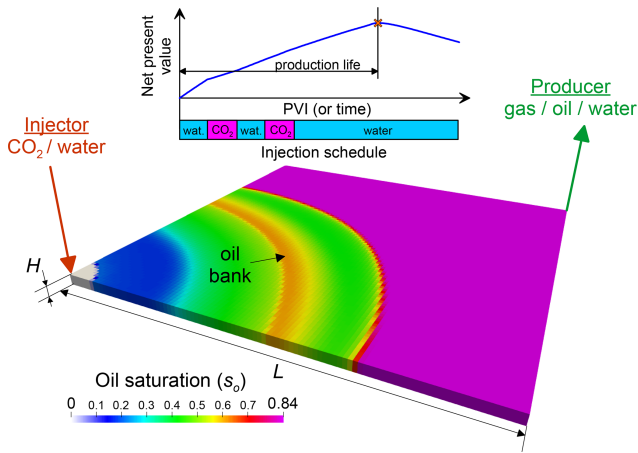 Net present
value
production life
PVI (or time)
wat. CO₂ wat. CO₂ water
Injection schedule
Injector
CO₂ / water
Producer
gas / oil / water
oil
bank
H
L
Oil saturation (sₒ)
0 0.1 0.2 0.3 0.4 0.5 0.6 0.7 0.84